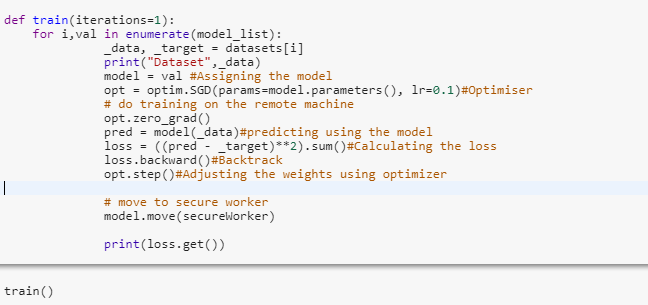 def train(iterations=1):
    for i,val in enumerate(model_list):
            _data, _target = datasets[i]
            print("Dataset",_data)
            model = val #Assigning the model
            opt = optim.SGD(params=model.parameters(), lr=0.1)#Optimiser
            # do training on the remote machine
            opt.zero_grad()
            pred = model(_data)#predicting using the model
            loss = ((pred - _target)**2).sum()#Calculating the loss
            loss.backward()#Backtrack
            opt.step()#Adjusting the weights using optimizer
            # move to secure worker
            model.move(secureWorker)
            print(loss.get())
train()